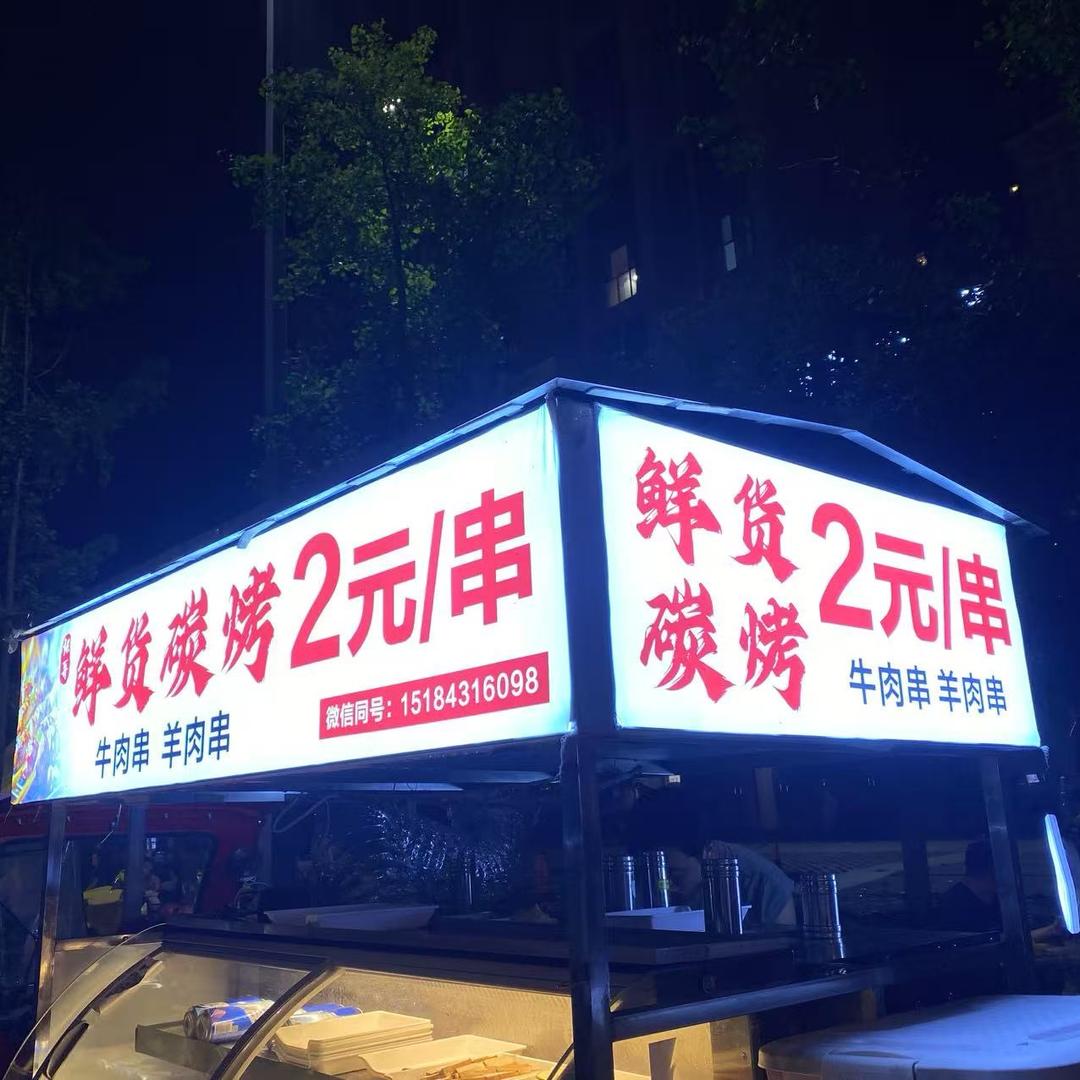 鲜货碳烤2元/串
微信同号：15184316098
牛肉串 羊肉串
鲜货
碳烤
2元/串
牛肉串 羊肉串